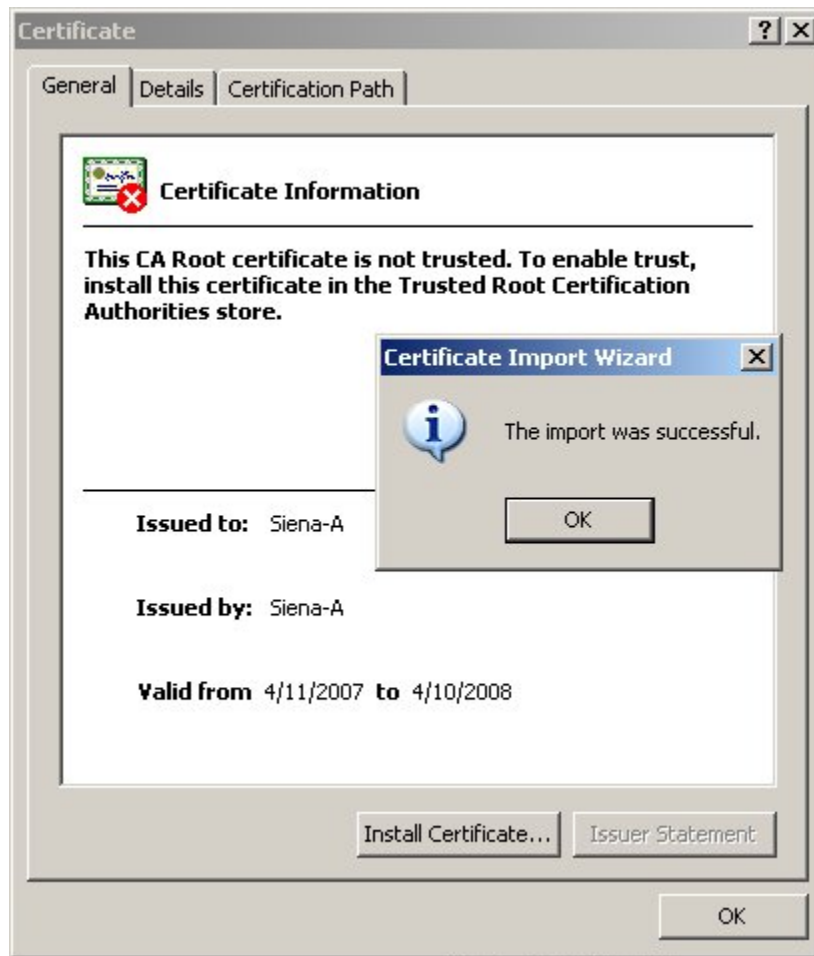 Certificate
General Details Certification Path
Certificate Information
This CA Root certificate is not trusted. To enable trust,
install this certificate in the Trusted Root Certification
Authorities store.
Certificate Import Wizard
The import was successful.
OK
Issued to: Siena-A
Issued by: Siena-A
Valid from 4/11/2007 to 4/10/2008
Install Certificate... Issuer Statement
OK